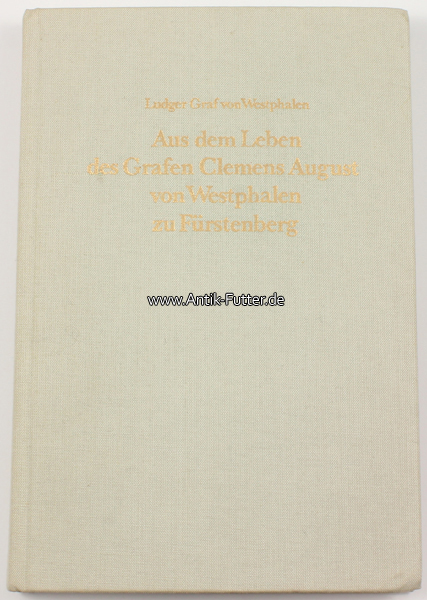 Ludger Graf von Westphalen
Aus dem Leben
des Grafen Clemens August
von Westphalen
zu Fürstenberg
www.Antik-Futter.de